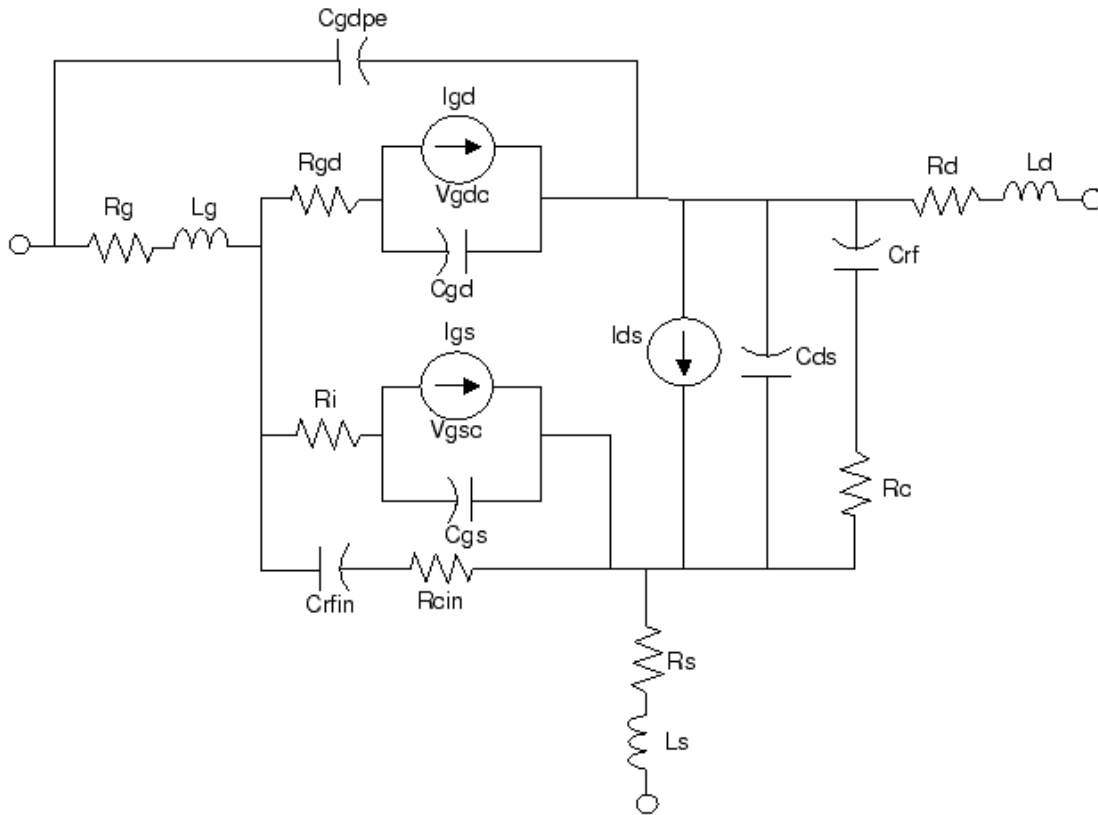 Cgdpe
Igd
Rgd
Vgdc
Rd
Ld
Rg
Lg
Crf
Cgd
Igs
Ids
Cds
Ri
Vgsc
Rc
Cgs
Crfin
Rcin
Rs
Ls